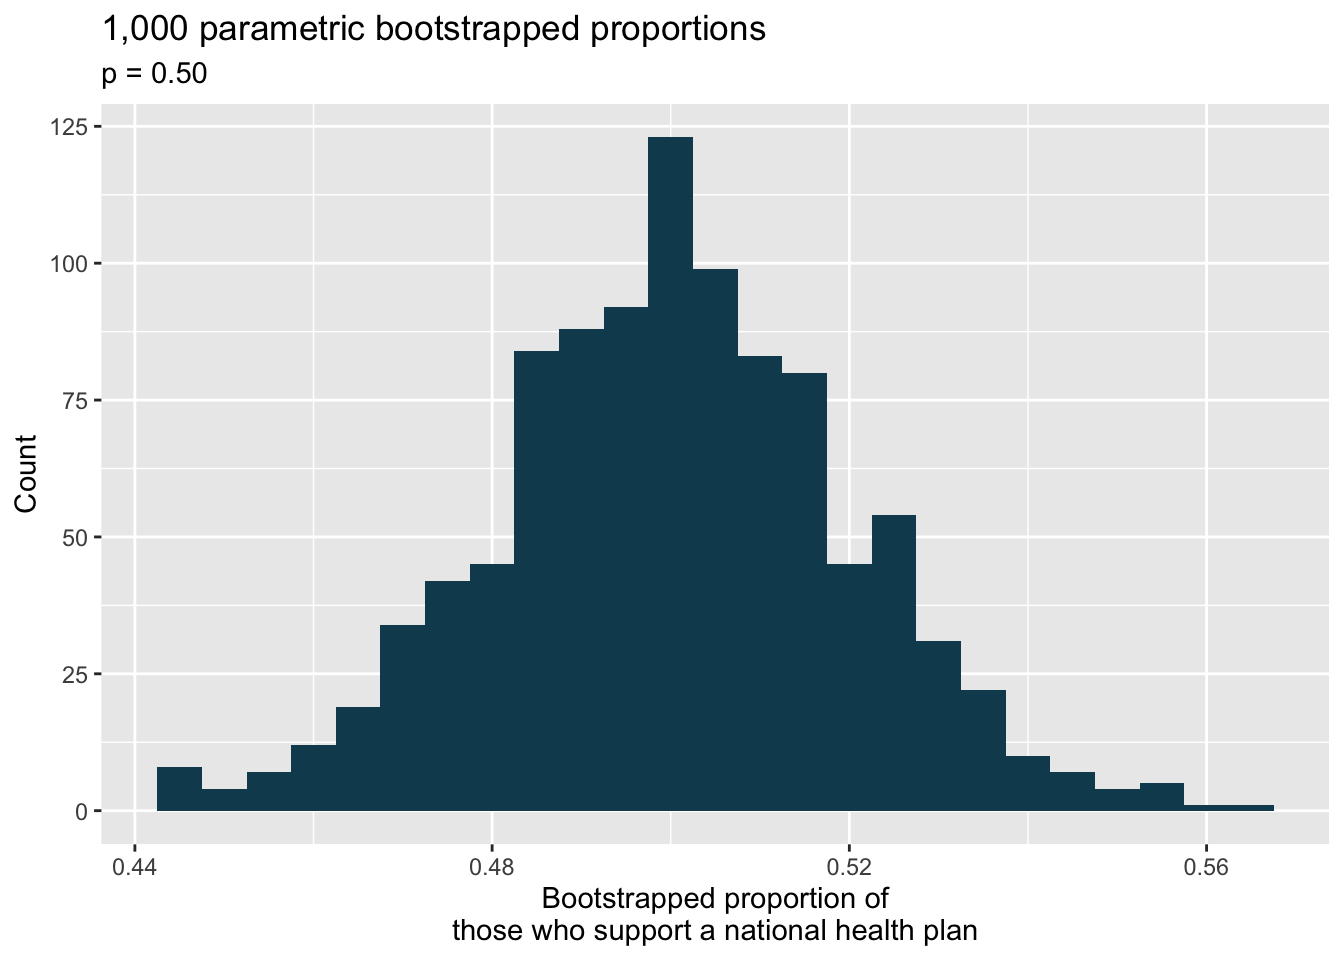 1,000 parametric bootstrapped proportions
p = 0.50
125
100
75
50
25
0
Count
0.44 0.48 0.52 0.56
Bootstrapped proportion of
those who support a national health plan